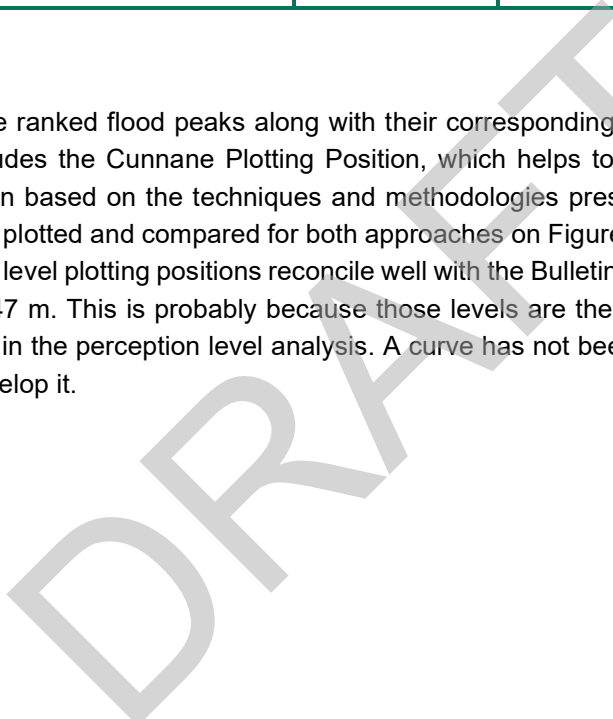 e ranked flood peaks along with their corresponding
udes the Cunnane Plotting Position, which helps to
n based on the techniques and methodologies pres
plotted and compared for both approaches on Figure
level plotting positions reconcile well with the Bulletin
47 m. This is probably because those levels are the
in the perception level analysis. A curve has not bee
elop it.
DRAFT